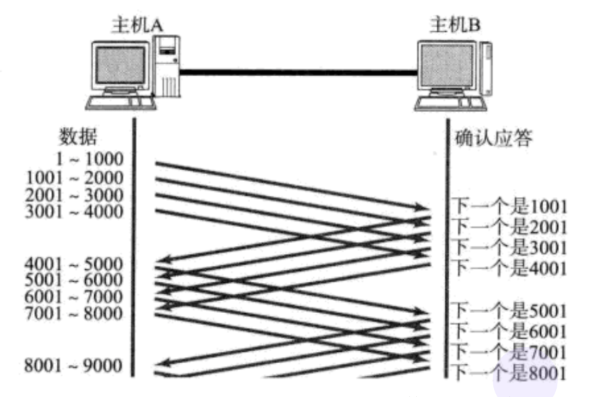 主机A
主机B
数据
确认应答
1 ~ 1000
1001 ~ 2000
2001 ~ 3000
3001 ~ 4000
下一个是1001
下一个是2001
下一个是3001
下一个是4001
4001 ~ 5000
5001 ~ 6000
6001 ~ 7000
7001 ~ 8000
下一个是5001
下一个是6001
下一个是7001
下一个是8001
8001 ~ 9000